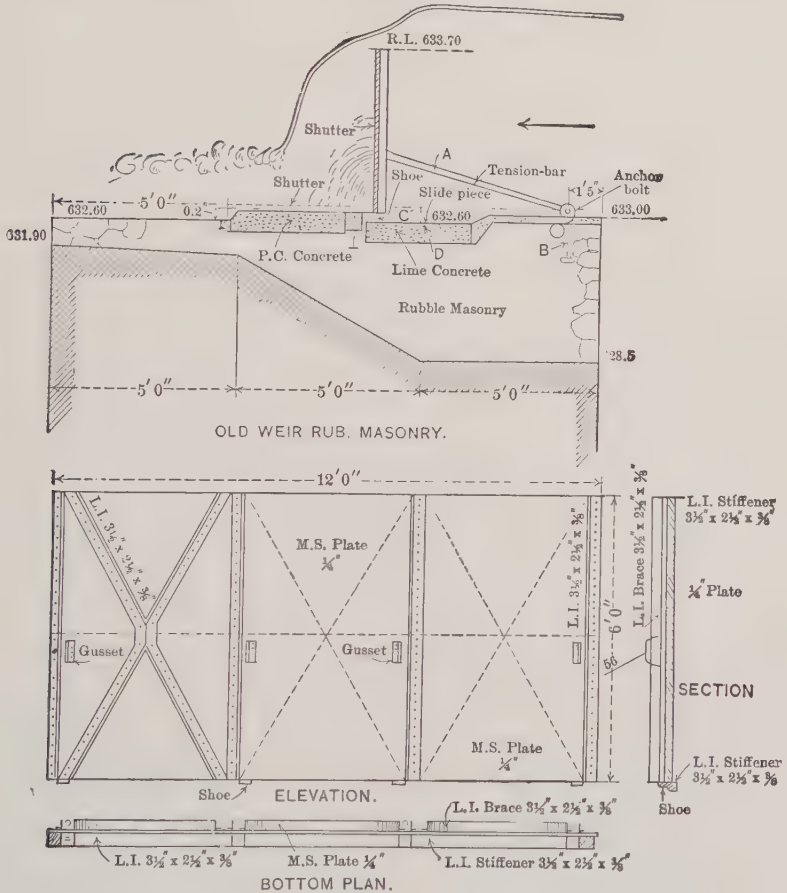 R.L. 633.70
Shutter
A
Tension-bar
Anchor
bolt
1'5"
Shoe
Slide piece
Shutter
5'0"
632.60
0.2"
C
632.60
633,00
631.90
P.C. Concrete
D
Lime Concrete
B
Rubble Masonry
28.5
5'0"
5'0"
5'0"
OLD WEIR RUB. MASONRY.
12'0"
L.I. 3½" x 2½" x ⅜"
M.S. Plate
¼"
L.I. 3½" x 2½" x ⅜"
6'0"
Gusset
Gusset
M.S. Plate
¼"
Shoe
ELEVATION.
L.I. Brace 3½" x 2½" x ⅜"
L.I. Stiffener
3½" x 2½" x ⅜"
¼" Plate
SECTION
L.I. Stiffener
3½" x 2½" x ⅜
Shoe
L.I. Brace 3½" x 2½" x ⅜"
L.I. 3½" x 2½" x ⅜"
M.S. Plate ¼"
L.I. Stiffener 3½" x 2½" x ⅜"
BOTTOM PLAN.